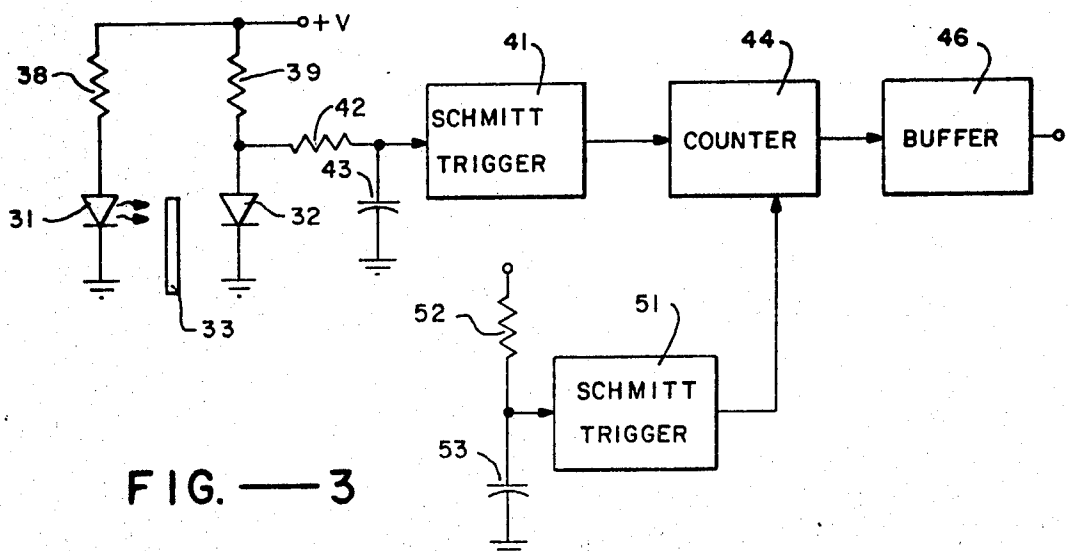 +V
38
39
41
44
46
42
SCHMITT
TRIGGER
COUNTER
BUFFER
43
31
32
33
52
51
SCHMITT
TRIGGER
53
FIG. — 3